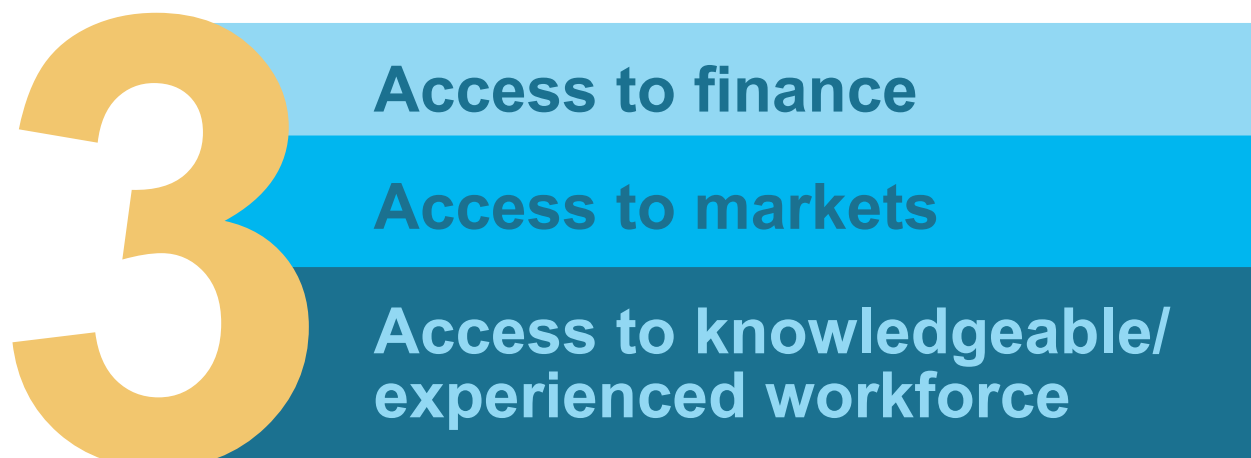 3
Access to finance
Access to markets
Access to knowledgeable/
experienced workforce